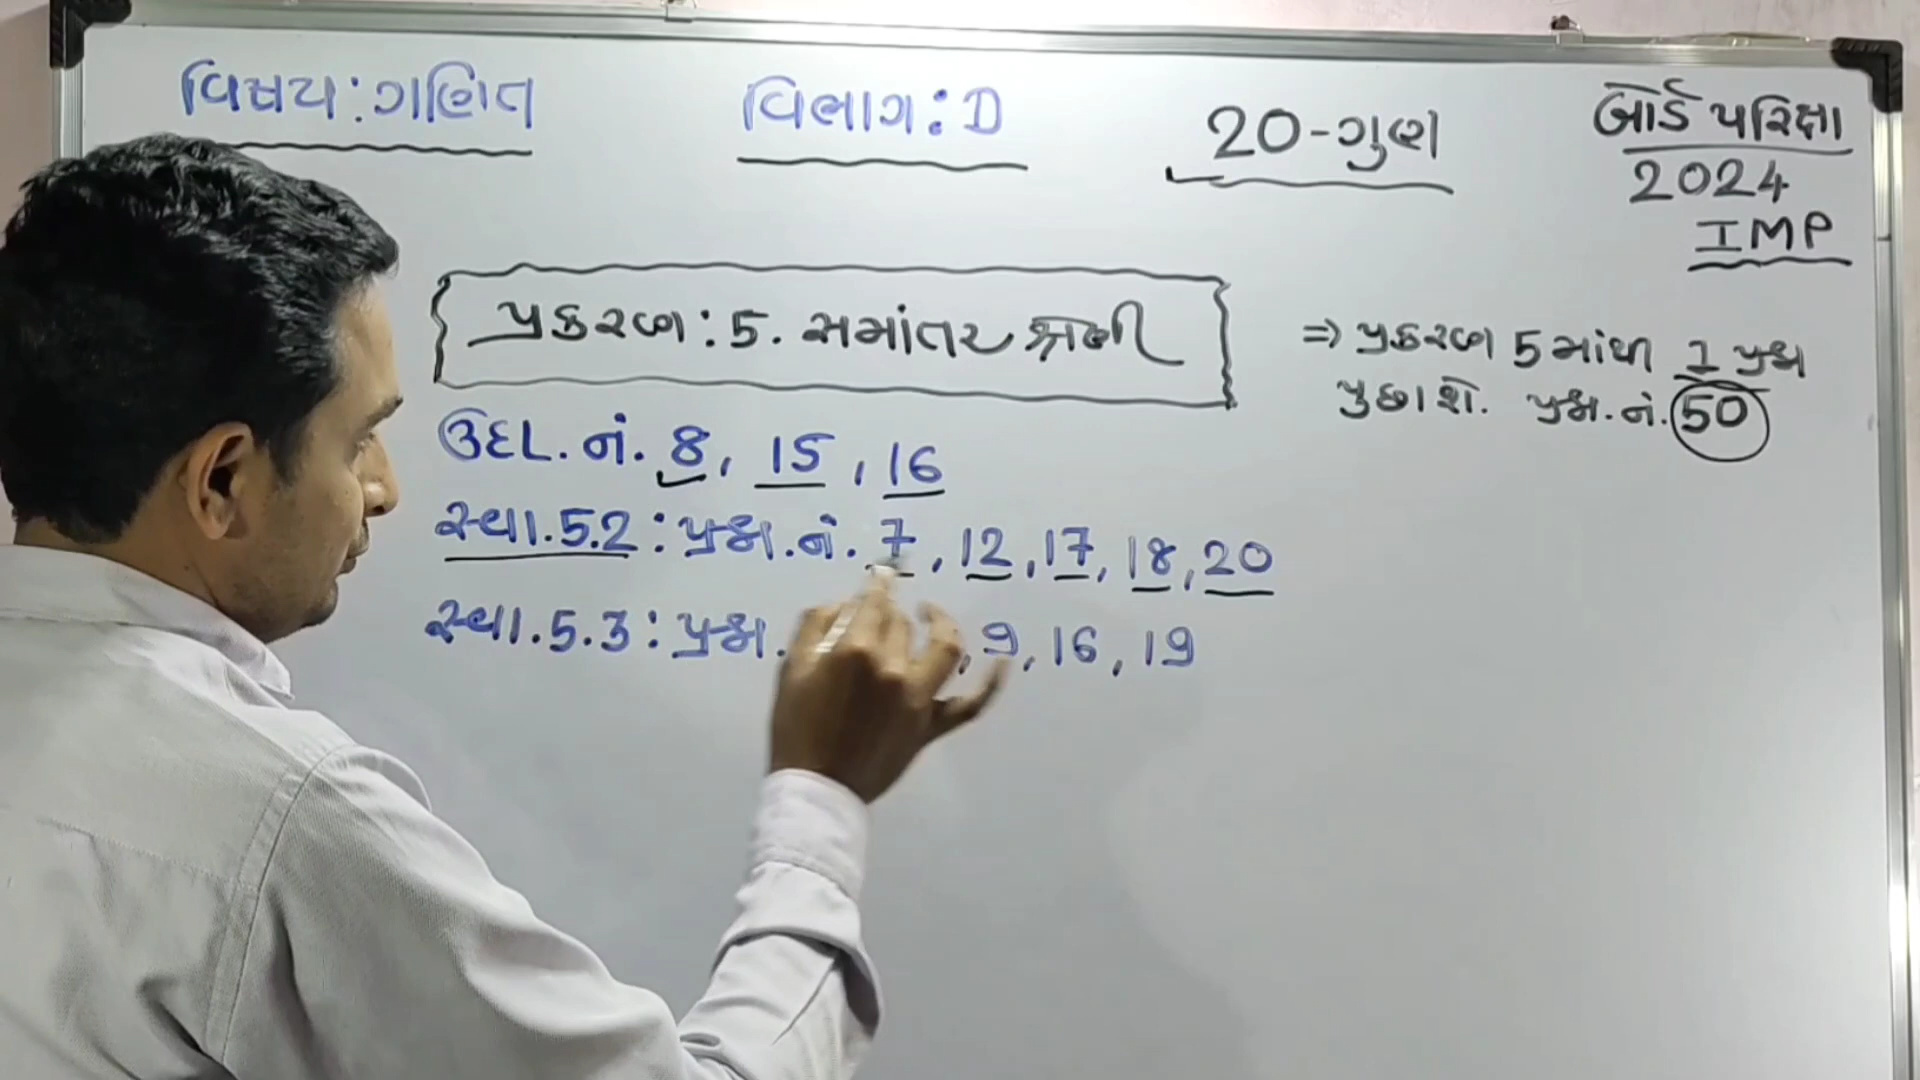 વિષય : ગણિત
વિભાગ : D
20-ગુણ
બોર્ડ પરિક્ષા
2024
IMP
પ્રકરણ : 5. સમાંતર શ્રેણી
⇒ પ્રકરણ 5 માંથી 1 પ્રશ્ન
પુછાશે. પ્રશ્ન.નં. 50
ઉદા. નં. 8, 15, 16
સ્વા.5.2 : પ્રશ્ન.નં. 7, 12, 17, 18, 20
સ્વા.5.3 : પ્રશ્ન. , 9, 16, 19